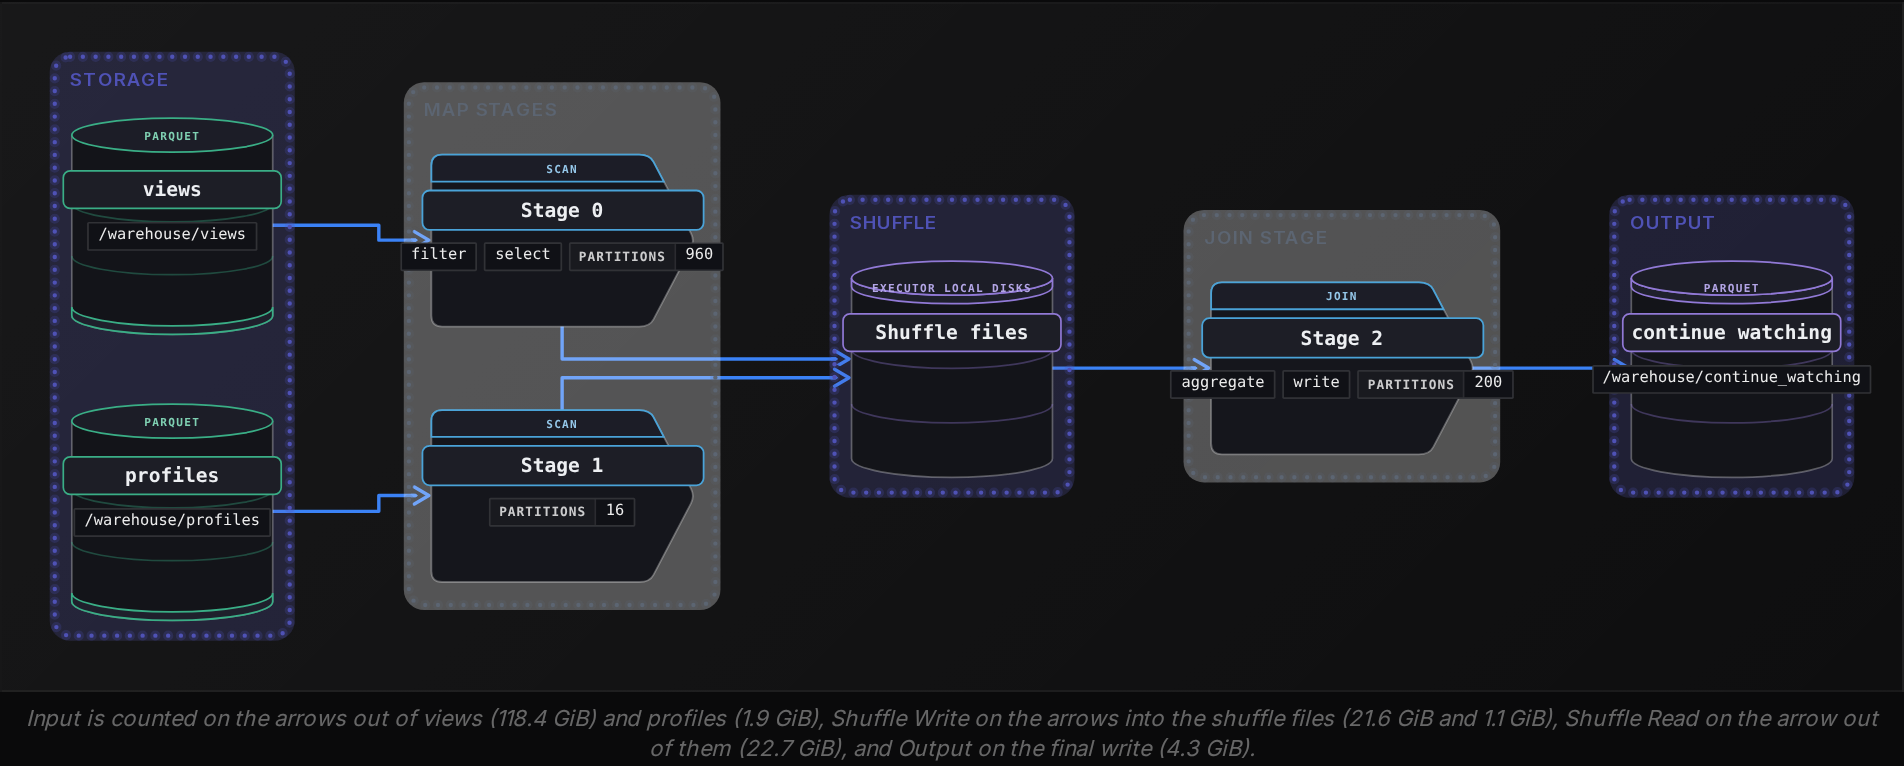 STORAGE
PARQUET
views
/warehouse/views
PARQUET
profiles
/warehouse/profiles
MAP STAGES
SCAN
Stage 0
filter select PARTITIONS 960
SCAN
Stage 1
PARTITIONS 16
SHUFFLE
EXECUTOR LOCAL DISKS
Shuffle files
JOIN STAGE
JOIN
Stage 2
aggregate write PARTITIONS 200
OUTPUT
PARQUET
continue watching
/warehouse/continue_watching
Input is counted on the arrows out of views (118.4 GiB) and profiles (1.9 GiB), Shuffle Write on the arrows into the shuffle files (21.6 GiB and 1.1 GiB), Shuffle Read on the arrow out
of them (22.7 GiB), and Output on the final write (4.3 GiB).